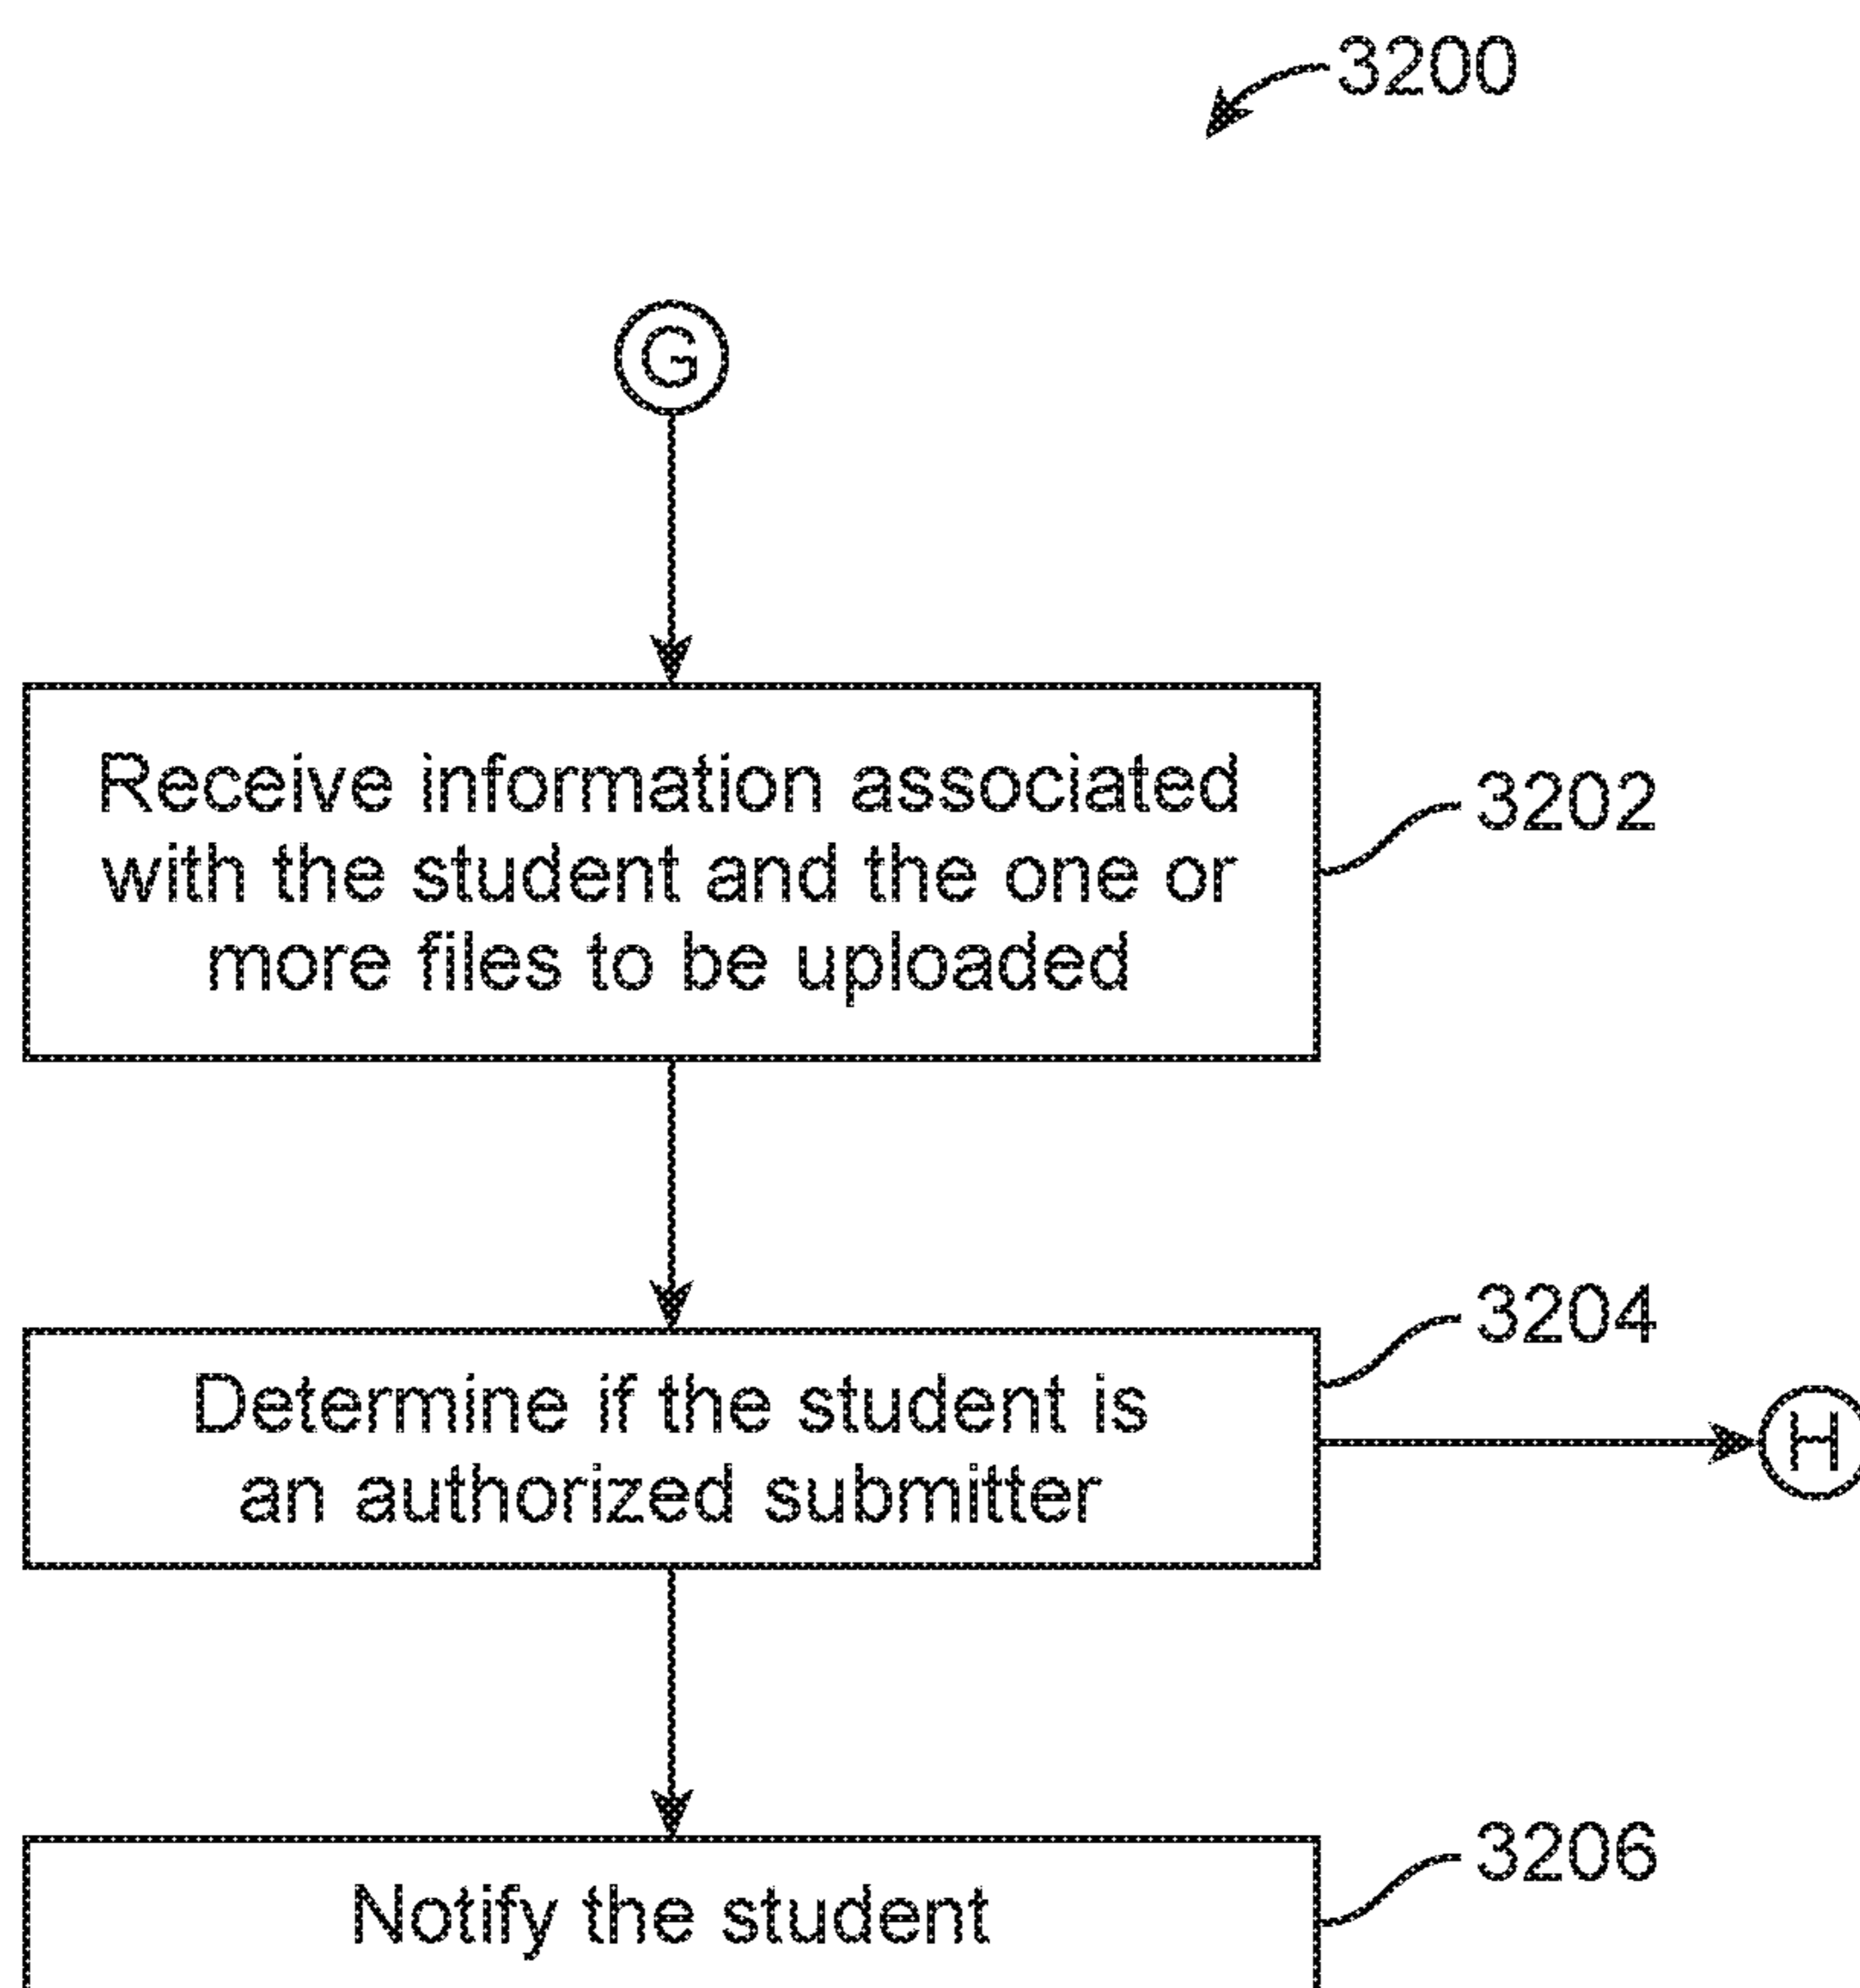 3200
G
Receive information associated
with the student and the one or
more files to be uploaded
3202
3204
Determine if the student is
an authorized submitter
H
3206
Notify the student